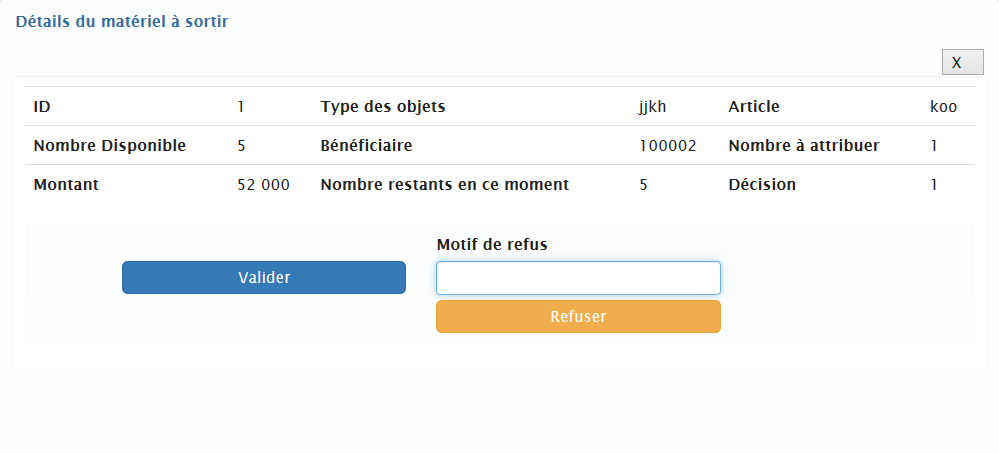 Détails du matériel à sortir
X
ID 1 Type des objets jjkh Article koo
Nombre Disponible 5 Bénéficiaire 100002 Nombre à attribuer 1
Montant 52 000 Nombre restants en ce moment 5 Décision 1
Motif de refus
Valider
Refuser